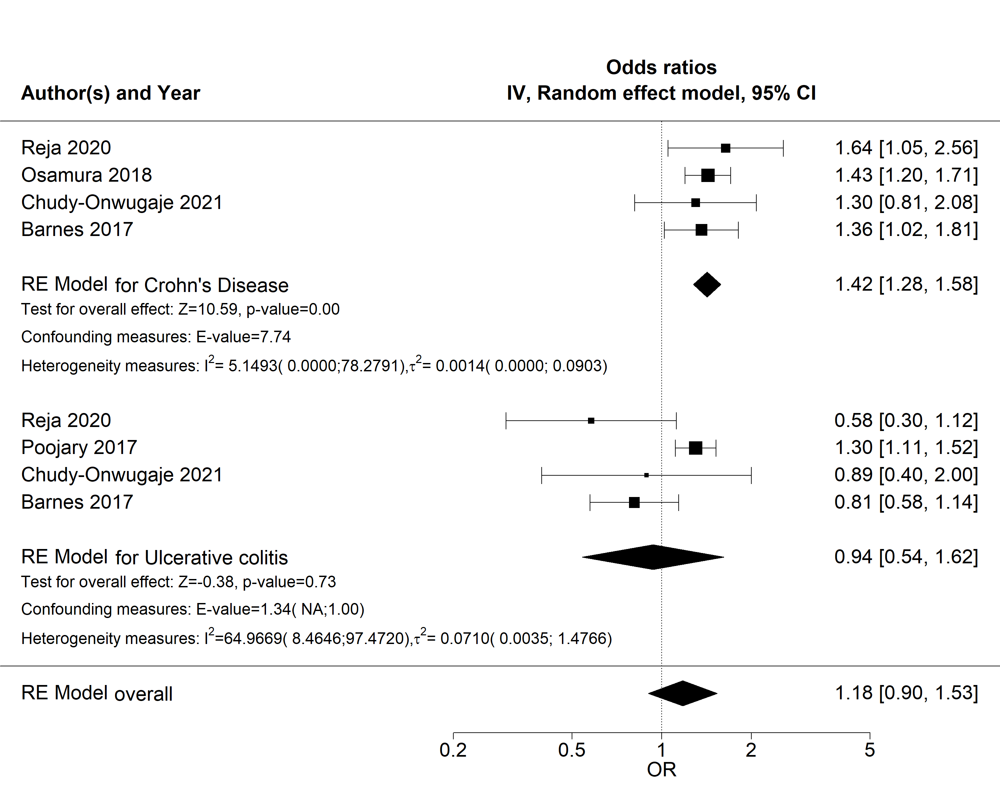 Odds ratios
Author(s) and Year IV, Random effect model, 95% CI
Reja 2020 1.64 [1.05, 2.56]
Osamura 2018 1.43 [1.20, 1.71]
Chudy-Onwugaje 2021 1.30 [0.81, 2.08]
Barnes 2017 1.36 [1.02, 1.81]
RE Model for Crohn's Disease 1.42 [1.28, 1.58]
Test for overall effect: Z=10.59, p-value=0.00
Confounding measures: E-value=7.74
Heterogeneity measures: I²= 5.1493( 0.0000;78.2791),τ²= 0.0014( 0.0000; 0.0903)
Reja 2020 0.58 [0.30, 1.12]
Poojary 2017 1.30 [1.11, 1.52]
Chudy-Onwugaje 2021 0.89 [0.40, 2.00]
Barnes 2017 0.81 [0.58, 1.14]
RE Model for Ulcerative colitis 0.94 [0.54, 1.62]
Test for overall effect: Z=-0.38, p-value=0.73
Confounding measures: E-value=1.34( NA;1.00)
Heterogeneity measures: I²=64.9669( 8.4646;97.4720),τ²= 0.0710( 0.0035; 1.4766)
RE Model overall 1.18 [0.90, 1.53]
0.2 0.5 1 2 5
OR